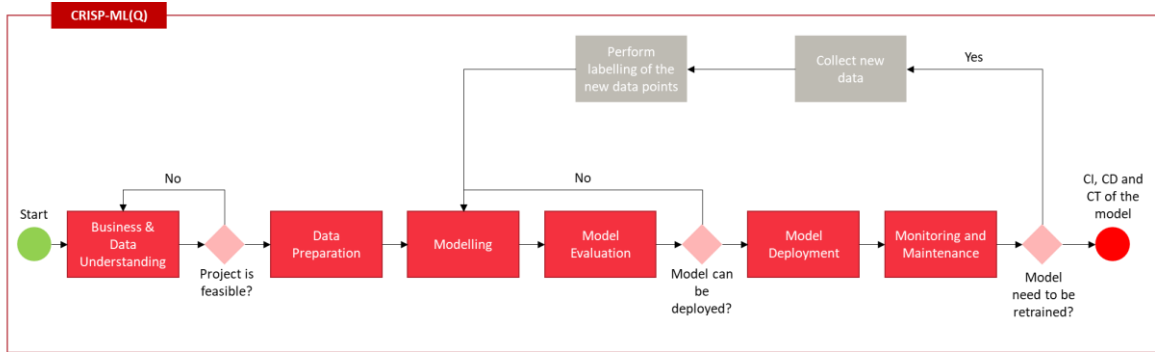 CRISP-ML(Q)
Perform
labelling of the
new data points
Collect new
data
Yes
No
No
CI, CD and
CT of the
model
Start
Business &
Data
Understanding
Data
Preparation
Modelling
Model
Evaluation
Model
Deployment
Monitoring and
Maintenance
Project is
feasible?
Model can
be
deployed?
Model
need to be
retrained?